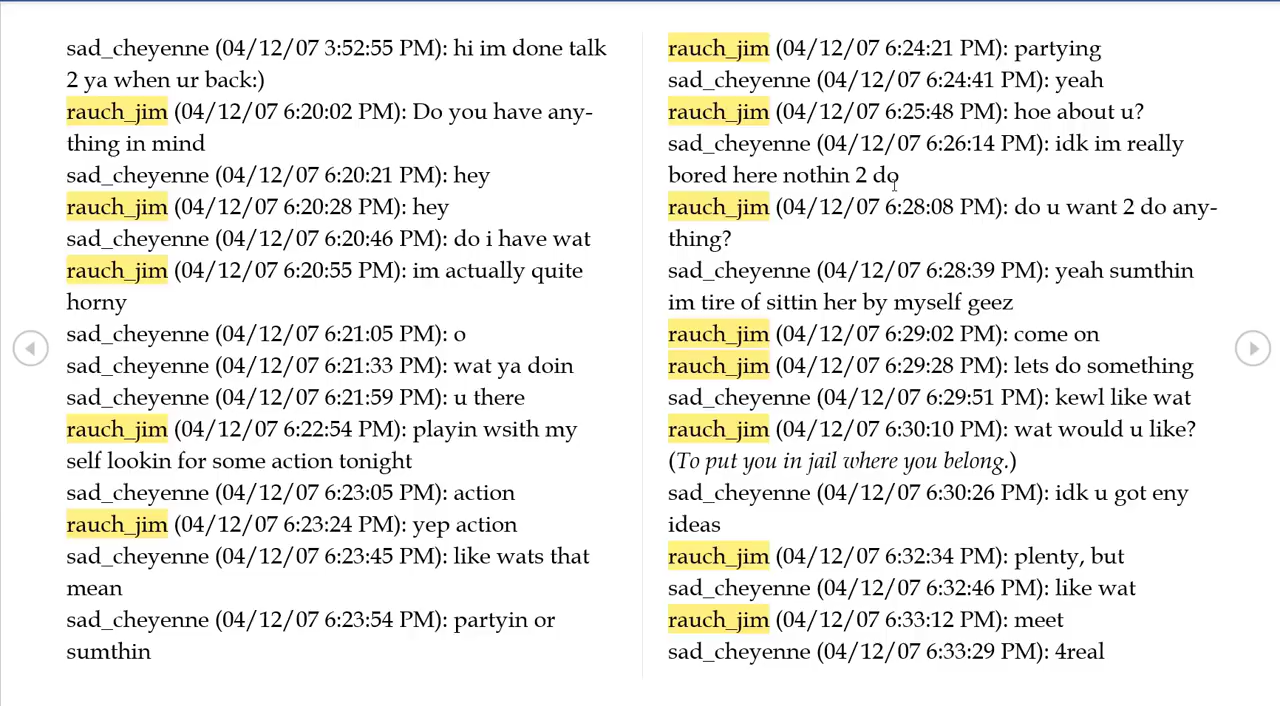 sad_cheyenne (04/12/07 3:52:55 PM): hi im done talk
2 ya when ur back:)
rauch_jim (04/12/07 6:20:02 PM): Do you have any-
thing in mind
sad_cheyenne (04/12/07 6:20:21 PM): hey
rauch_jim (04/12/07 6:20:28 PM): hey
sad_cheyenne (04/12/07 6:20:46 PM): do i have wat
rauch_jim (04/12/07 6:20:55 PM): im actually quite
horny
sad_cheyenne (04/12/07 6:21:05 PM): o
sad_cheyenne (04/12/07 6:21:33 PM): wat ya doin
sad_cheyenne (04/12/07 6:21:59 PM): u there
rauch_jim (04/12/07 6:22:54 PM): playin wsith my
self lookin for some action tonight
sad_cheyenne (04/12/07 6:23:05 PM): action
rauch_jim (04/12/07 6:23:24 PM): yep action
sad_cheyenne (04/12/07 6:23:45 PM): like wats that
mean
sad_cheyenne (04/12/07 6:23:54 PM): partyin or
sumthin
rauch_jim (04/12/07 6:24:21 PM): partying
sad_cheyenne (04/12/07 6:24:41 PM): yeah
rauch_jim (04/12/07 6:25:48 PM): hoe about u?
sad_cheyenne (04/12/07 6:26:14 PM): idk im really
bored here nothin 2 do
rauch_jim (04/12/07 6:28:08 PM): do u want 2 do any-
thing?
sad_cheyenne (04/12/07 6:28:39 PM): yeah sumthin
im tire of sittin her by myself geez
rauch_jim (04/12/07 6:29:02 PM): come on
rauch_jim (04/12/07 6:29:28 PM): lets do something
sad_cheyenne (04/12/07 6:29:51 PM): kewl like wat
rauch_jim (04/12/07 6:30:10 PM): wat would u like?
(To put you in jail where you belong.)
sad_cheyenne (04/12/07 6:30:26 PM): idk u got eny
ideas
rauch_jim (04/12/07 6:32:34 PM): plenty, but
sad_cheyenne (04/12/07 6:32:46 PM): like wat
rauch_jim (04/12/07 6:33:12 PM): meet
sad_cheyenne (04/12/07 6:33:29 PM): 4real